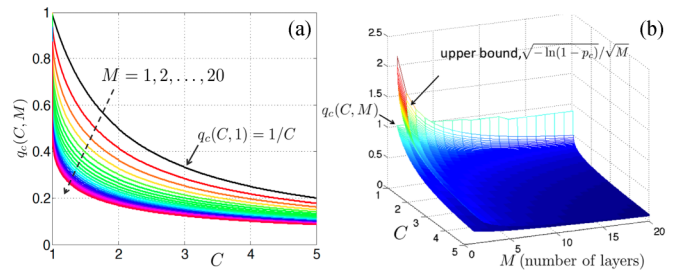 (a)
1
0.8
0.6
0.4
0.2
0
q_c(C, M)
M = 1, 2, . . . , 20
q_c(C, 1) = 1/C
1
2
3
4
5
C
(b)
2.5
2
1.5
1
0.5
0
upper bound, √−ln(1 − p_c)/√M
q_c(C, M)
1
2
3
4
5
C
0
5
10
15
20
M (number of layers)